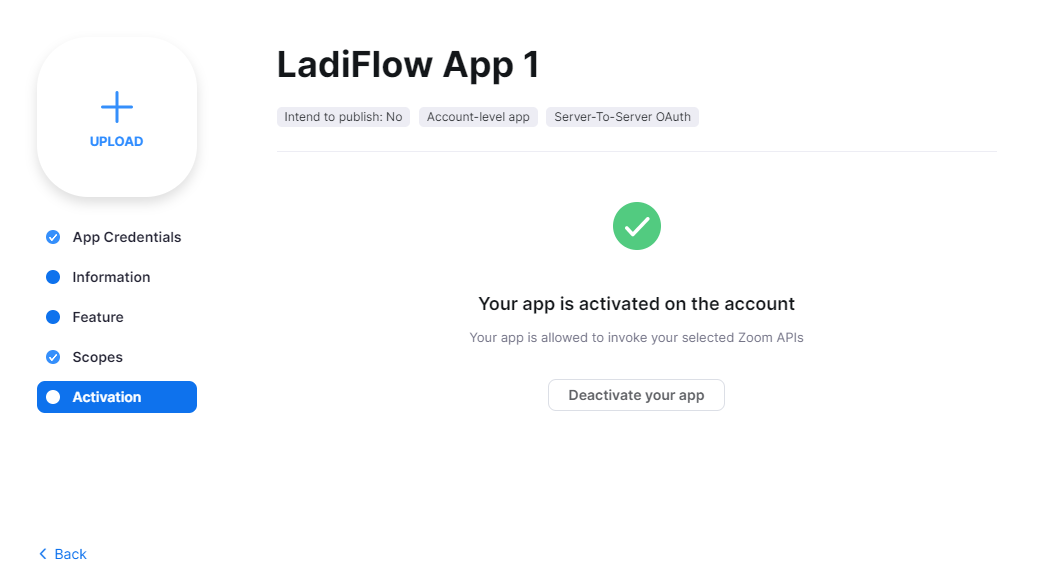 UPLOAD
App Credentials
Information
Feature
Scopes
Activation
Back
LadiFlow App 1
Intend to publish: No Account-level app Server-To-Server OAuth
Your app is activated on the account
Your app is allowed to invoke your selected Zoom APIs
Deactivate your app